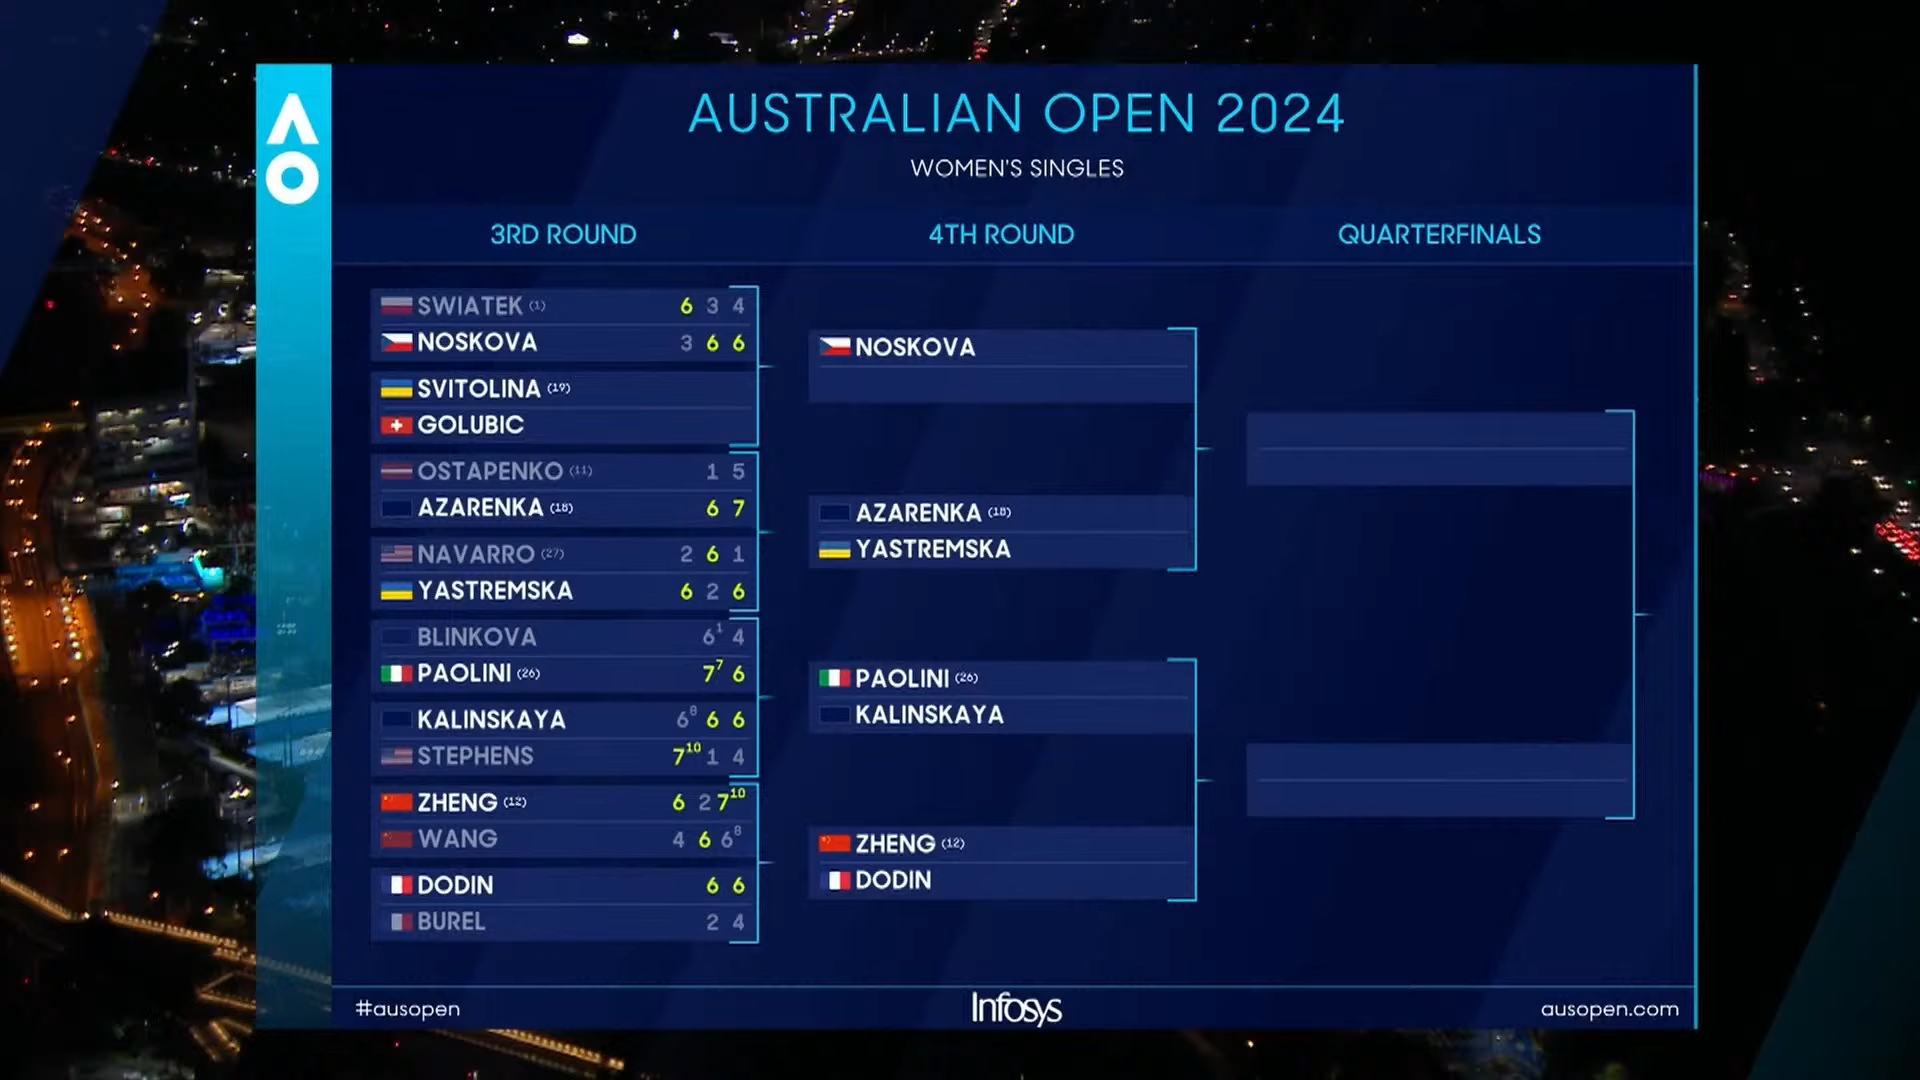 AO
AUSTRALIAN OPEN 2024
WOMEN'S SINGLES
3RD ROUND
4TH ROUND
QUARTERFINALS
SWIATEK (1) 6 3 4
NOSKOVA 3 6 6
SVITOLINA (19)
GOLUBIC
OSTAPENKO (11) 1 5
AZARENKA (18) 6 7
NAVARRO (27) 2 6 1
YASTREMSKA 6 2 6
BLINKOVA 6¹ 4
PAOLINI (26) 7⁷ 6
KALINSKAYA 6⁸ 6 6
STEPHENS 7¹⁰ 1 4
ZHENG (12) 6 2 7¹⁰
WANG 4 6 6⁸
DODIN 6 6
BUREL 2 4
NOSKOVA
AZARENKA (18)
YASTREMSKA
PAOLINI (26)
KALINSKAYA
ZHENG (12)
DODIN
#ausopen
Infosys
ausopen.com